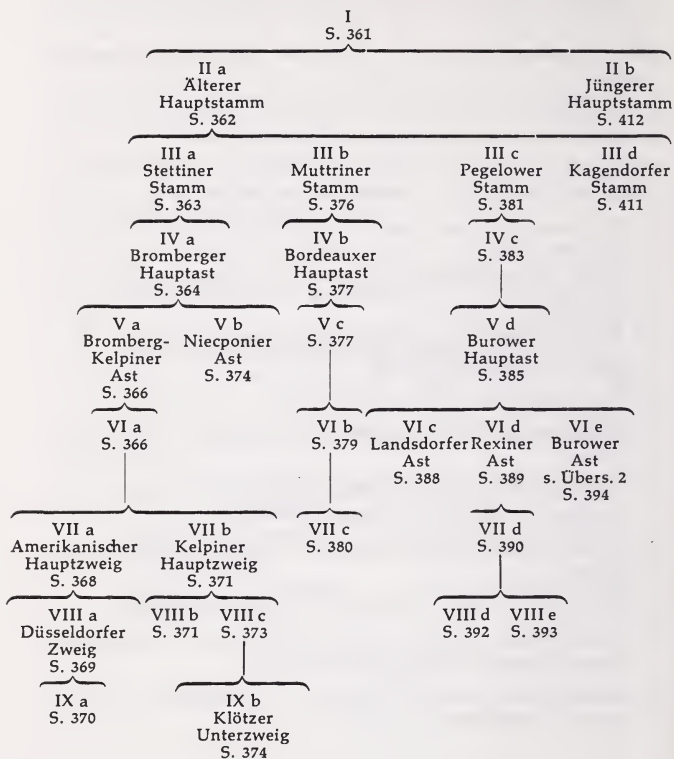 I
S. 361
II a
Älterer
Hauptstamm
S. 362
II b
Jüngerer
Hauptstamm
S. 412
III a
Stettiner
Stamm
S. 363
III b
Muttriner
Stamm
S. 376
III c
Pegelower
Stamm
S. 381
III d
Kagendorfer
Stamm
S. 411
IV a
Bromberger
Hauptast
S. 364
IV b
Bordeauxer
Hauptast
S. 377
IV c
S. 383
V a
Bromberg-
Kelpiner
Ast
S. 366
V b
Niecponier
Ast
S. 374
V c
S. 377
V d
Burower
Hauptast
S. 385
VI a
S. 366
VI b
S. 379
VI c
Landsdorfer
Ast
S. 388
VI d
Rexiner
Ast
S. 389
VI e
Burower
Ast
s. Übers. 2
S. 394
VII a
Amerikanischer
Hauptzweig
S. 368
VII b
Kelpiner
Hauptzweig
S. 371
VII c
S. 380
VII d
S. 390
VIII a
Düsseldorfer
Zweig
S. 369
VIII b
S. 371
VIII c
S. 373
VIII d
S. 392
VIII e
S. 393
IX a
S. 370
IX b
Klötzer
Unterzweig
S. 374